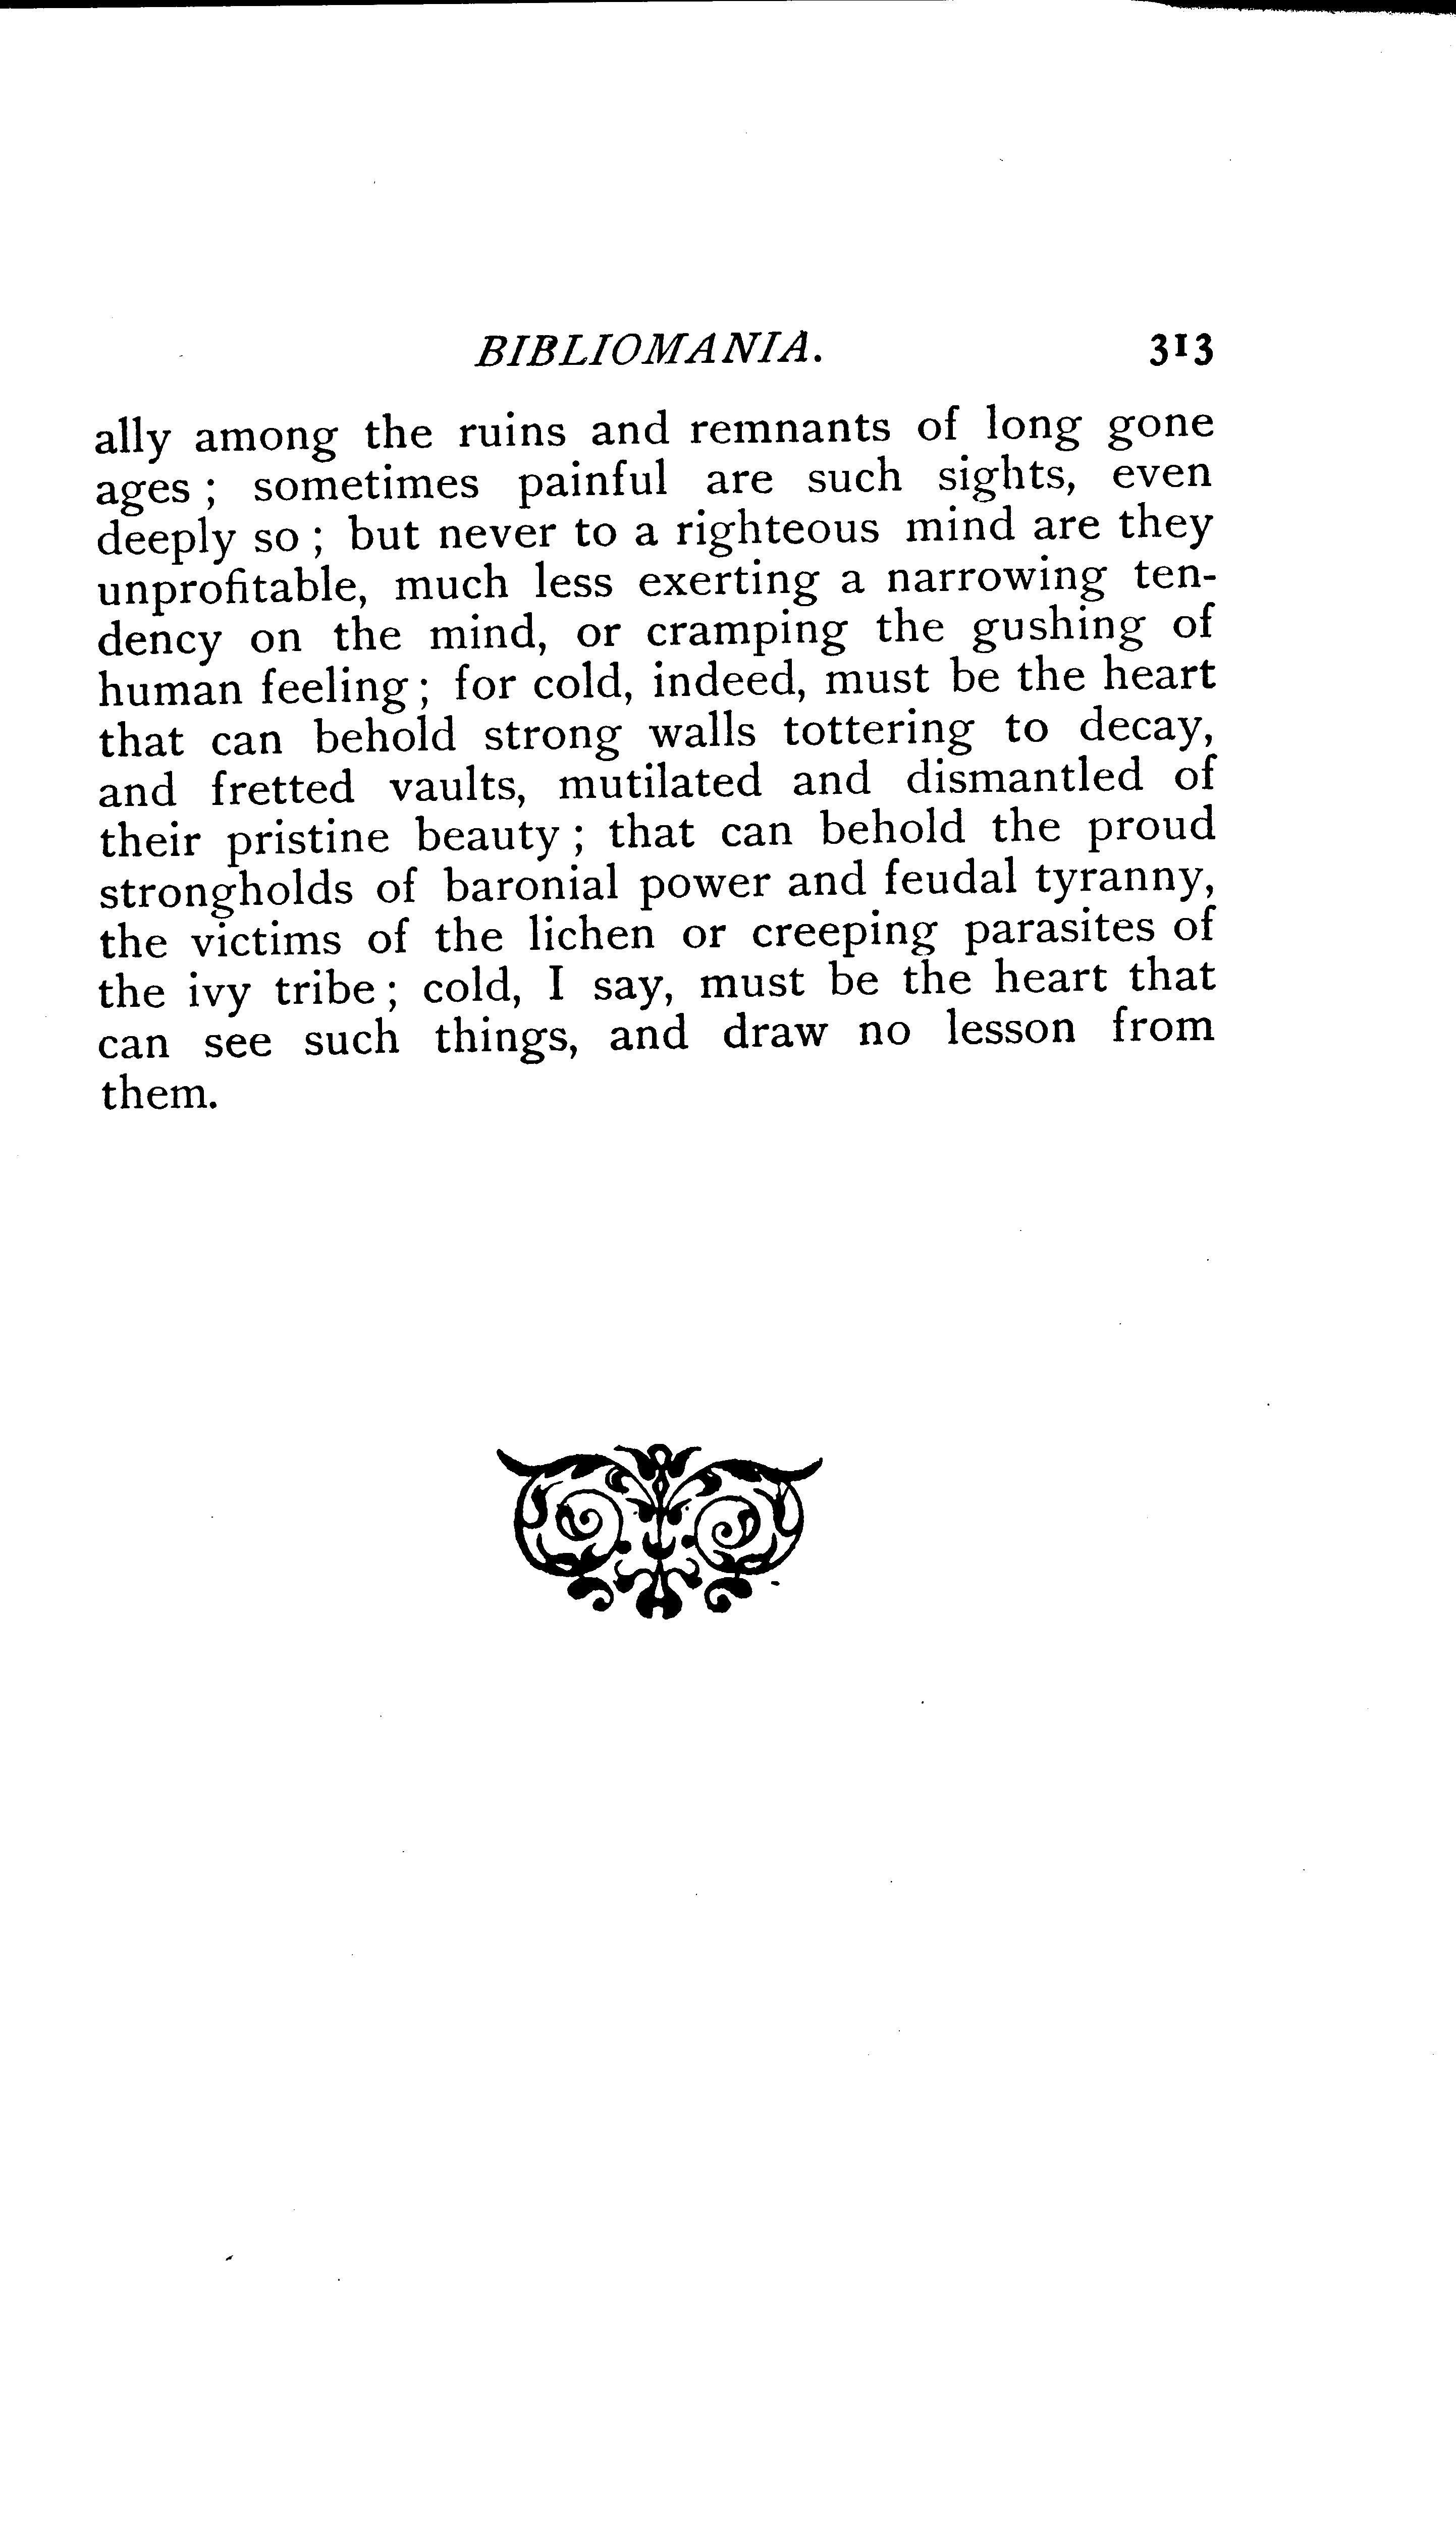 BIBLIOMANIA. 313
ally among the ruins and remnants of long gone
ages ; sometimes painful are such sights, even
deeply so ; but never to a righteous mind are they
unprofitable, much less exerting a narrowing ten-
dency on the mind, or cramping the gushing of
human feeling ; for cold, indeed, must be the heart
that can behold strong walls tottering to decay,
and fretted vaults, mutilated and dismantled of
their pristine beauty ; that can behold the proud
strongholds of baronial power and feudal tyranny,
the victims of the lichen or creeping parasites of
the ivy tribe ; cold, I say, must be the heart that
can see such things, and draw no lesson from
them.